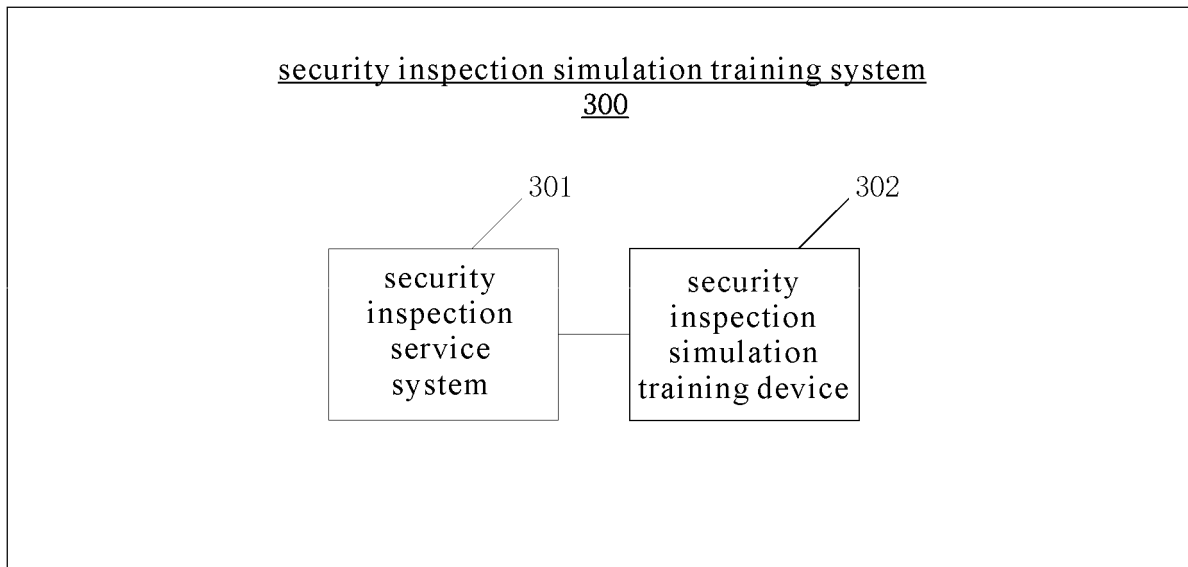 security inspection simulation training system
300
301
302
security
inspection
service
system
security
inspection
simulation
training device